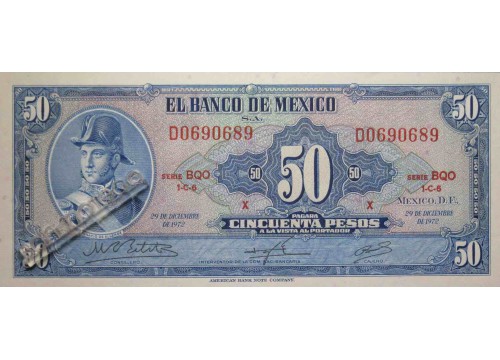 50 EL BANCO DE MEXICO 50
S.A.
D0690689 D0690689
SERIE BQO SERIE BQO
1-C-6 50 50 50 1-C-6
X X MEXICO, D.F.,
29 DE DICIEMBRE PAGARA 29 DE DICIEMBRE
DE 1972 CINCUENTA PESOS DE 1972
A LA VISTA AL PORTADOR
50 50
CONSEJERO CAJERO
AMERICAN BANK NOTE COMPANY.